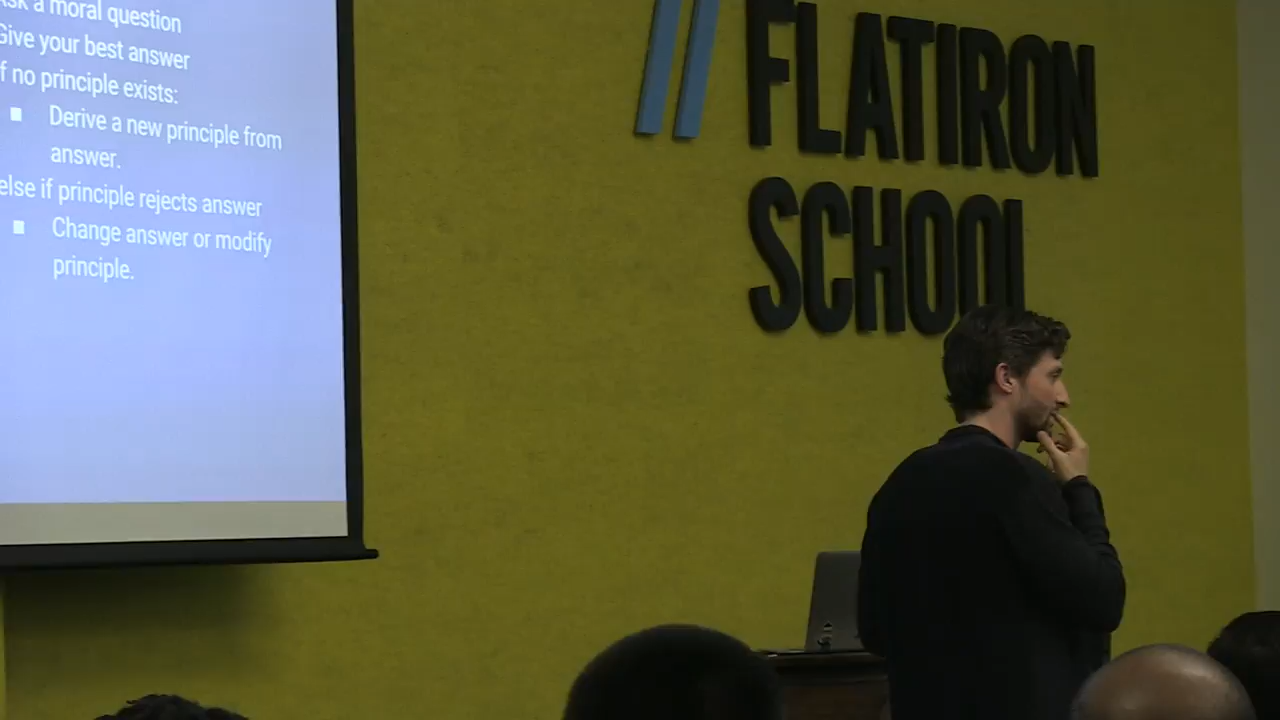 Ask a moral question
Give your best answer
If no principle exists:
Derive a new principle from
answer.
else if principle rejects answer
Change answer or modify
principle.
// FLATIRON
SCHOOL